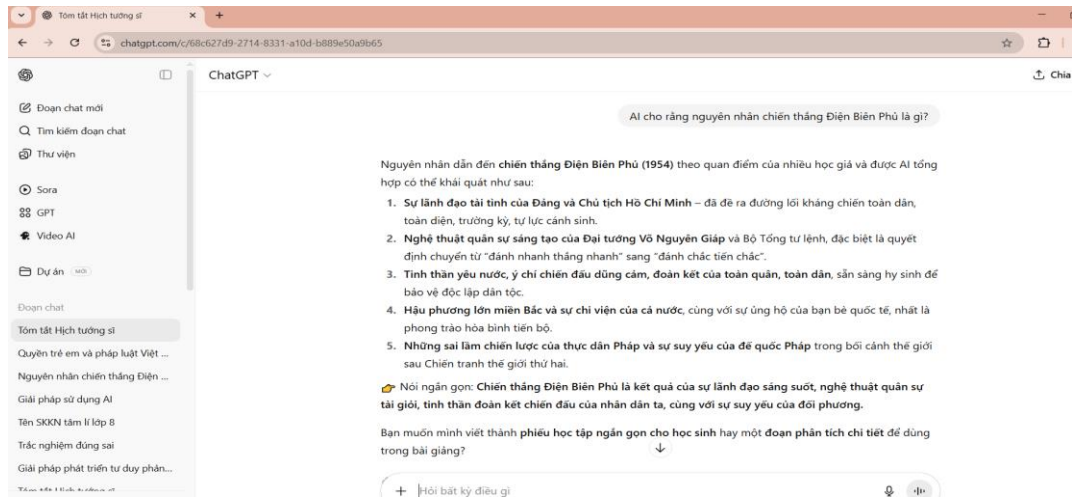 Tóm tắt Hịch tướng sĩ
chatgpt.com/c/68c627d9-2714-8331-a10d-b889e50a9b65
ChatGPT
Chia
Đoạn chat mới
Tìm kiếm đoạn chat
Thư viện
Sora
GPT
Video AI
Dự án MỚI
Đoạn chat
Tóm tắt Hịch tướng sĩ
Quyền trẻ em và pháp luật Việt ...
Nguyên nhân chiến thắng Điện ...
Giải pháp sử dụng AI
Tên SKKN tâm lí lớp 8
Trắc nghiệm đúng sai
Giải pháp phát triển tư duy phản...
AI cho rằng nguyên nhân chiến thắng Điện Biên Phủ là gì?
Nguyên nhân dẫn đến chiến thắng Điện Biên Phủ (1954) theo quan điểm của nhiều học giả và được AI tổng
hợp có thể khái quát như sau:
1. Sự lãnh đạo tài tình của Đảng và Chủ tịch Hồ Chí Minh – đã đề ra đường lối kháng chiến toàn dân,
toàn diện, trường kỳ, tự lực cánh sinh.
2. Nghệ thuật quân sự sáng tạo của Đại tướng Võ Nguyên Giáp và Bộ Tổng tư lệnh, đặc biệt là quyết
định chuyển từ "đánh nhanh thắng nhanh" sang "đánh chắc tiến chắc".
3. Tinh thần yêu nước, ý chí chiến đấu dũng cảm, đoàn kết của toàn quân, toàn dân, sẵn sàng hy sinh để
bảo vệ độc lập dân tộc.
4. Hậu phương lớn miền Bắc và sự chi viện của cả nước, cùng với sự ủng hộ của bạn bè quốc tế, nhất là
phong trào hòa bình tiến bộ.
5. Những sai lầm chiến lược của thực dân Pháp và sự suy yếu của đế quốc Pháp trong bối cảnh thế giới
sau Chiến tranh thế giới thứ hai.
👉 Nói ngắn gọn: Chiến thắng Điện Biên Phủ là kết quả của sự lãnh đạo sáng suốt, nghệ thuật quân sự
tài giỏi, tinh thần đoàn kết chiến đấu của nhân dân ta, cùng với sự suy yếu của đối phương.
Bạn muốn mình viết thành phiếu học tập ngắn gọn cho học sinh hay một đoạn phân tích chi tiết để dùng
trong bài giảng?
Hỏi bất kỳ điều gì